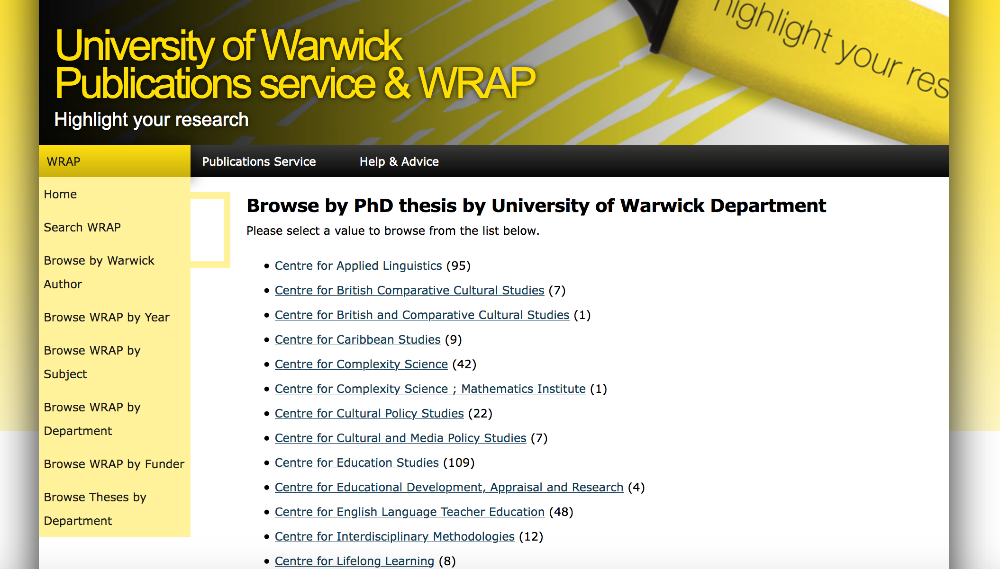 highlight your res
University of Warwick
Publications service & WRAP
Highlight your research
WRAP
Publications Service
Help & Advice
Home
Search WRAP
Browse by Warwick
Author
Browse WRAP by Year
Browse WRAP by
Subject
Browse WRAP by
Department
Browse WRAP by Funder
Browse Theses by
Department
Browse by PhD thesis by University of Warwick Department
Please select a value to browse from the list below.
• Centre for Applied Linguistics (95)
• Centre for British Comparative Cultural Studies (7)
• Centre for British and Comparative Cultural Studies (1)
• Centre for Caribbean Studies (9)
• Centre for Complexity Science (42)
• Centre for Complexity Science ; Mathematics Institute (1)
• Centre for Cultural Policy Studies (22)
• Centre for Cultural and Media Policy Studies (7)
• Centre for Education Studies (109)
• Centre for Educational Development, Appraisal and Research (4)
• Centre for English Language Teacher Education (48)
• Centre for Interdisciplinary Methodologies (12)
• Centre for Lifelong Learning (8)